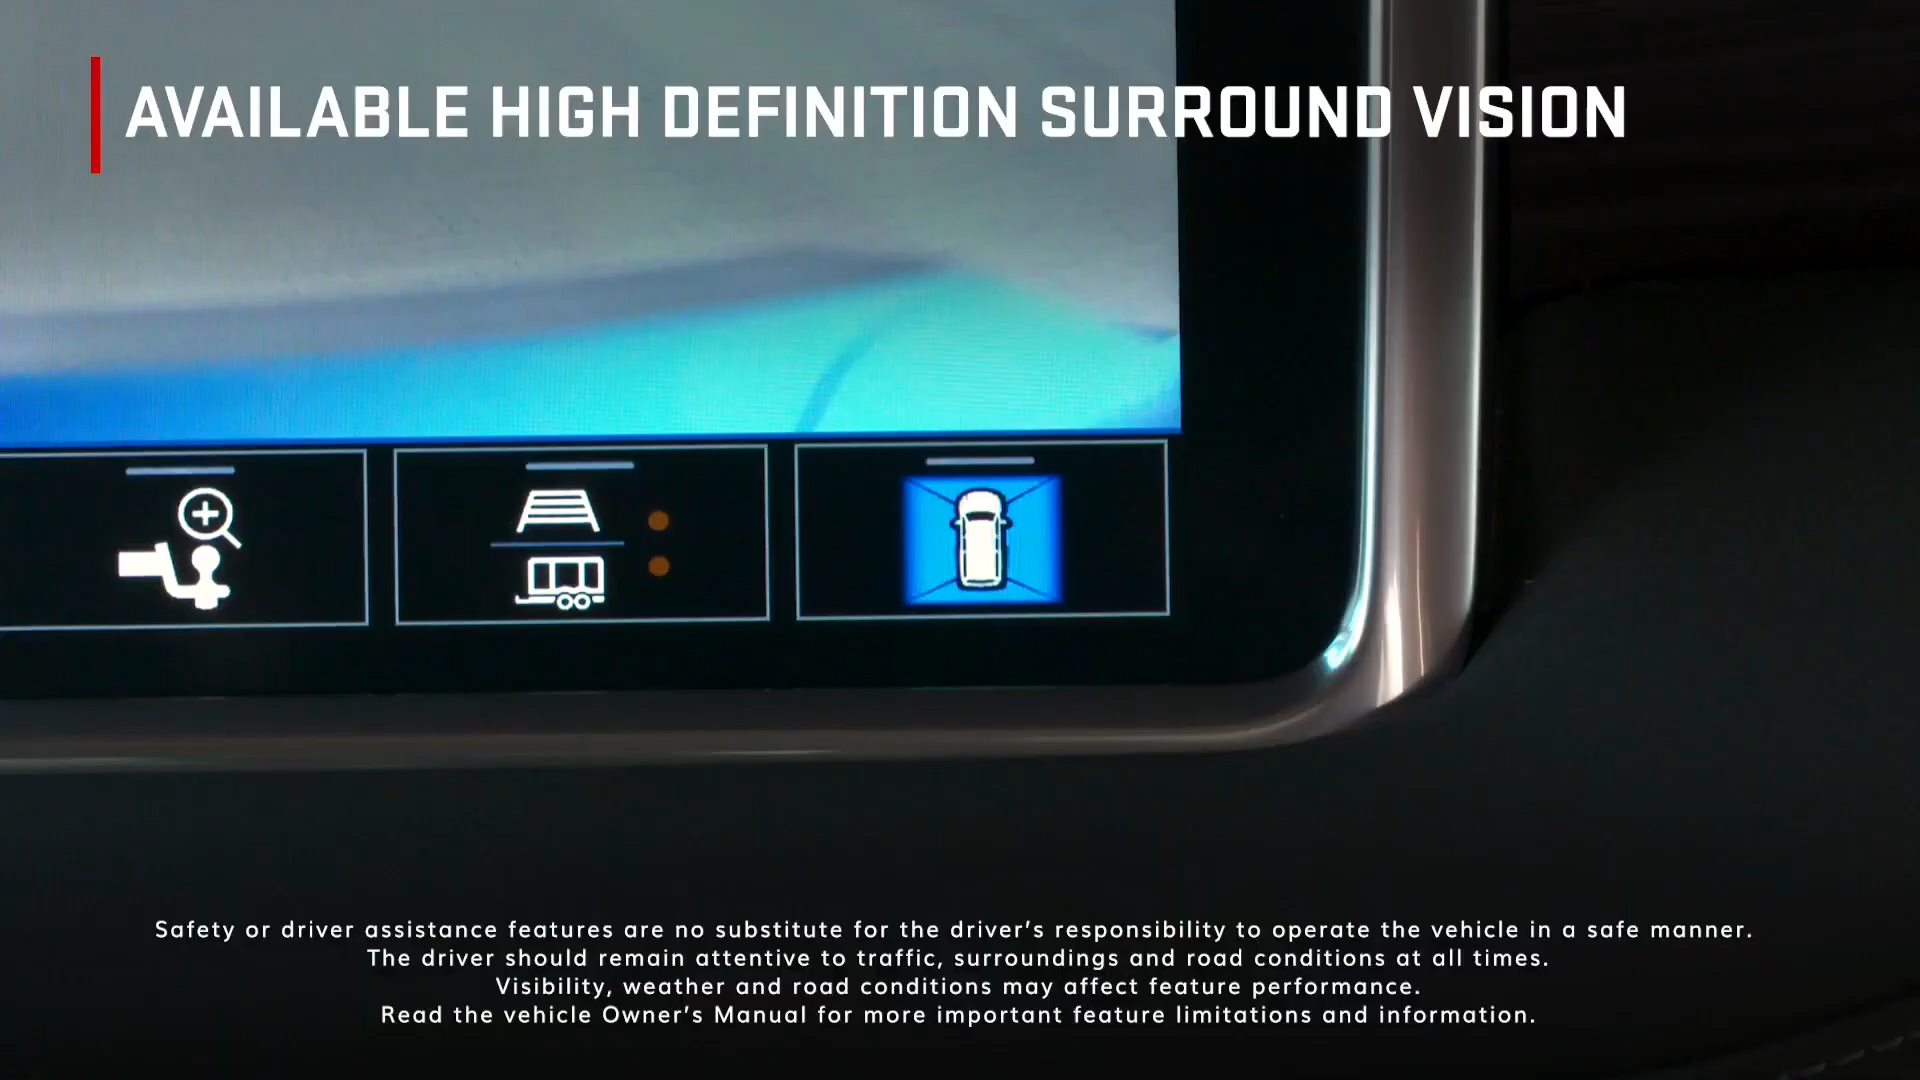 AVAILABLE HIGH DEFINITION SURROUND VISION
Safety or driver assistance features are no substitute for the driver's responsibility to operate the vehicle in a safe manner.
The driver should remain attentive to traffic, surroundings and road conditions at all times.
Visibility, weather and road conditions may affect feature performance.
Read the vehicle Owner's Manual for more important feature limitations and information.